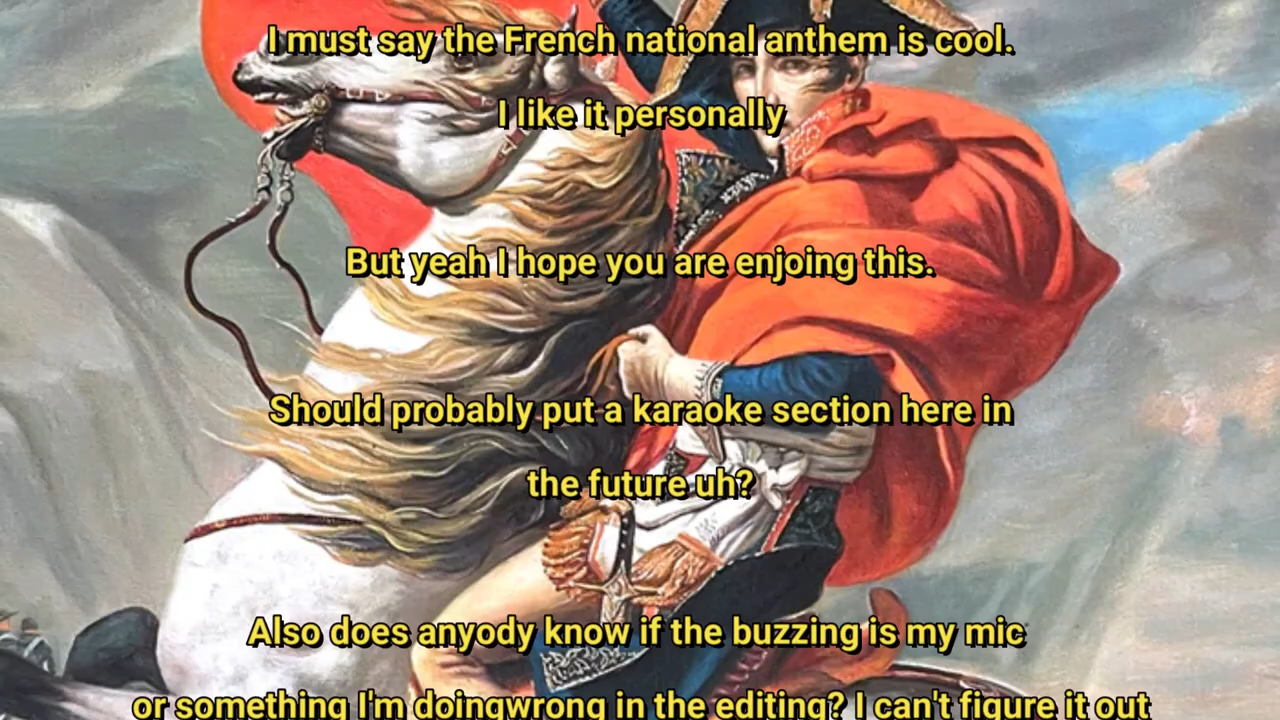 I must say the French national anthem is cool.
I like it personally
But yeah I hope you are enjoing this.
Should probably put a karaoke section here in
the future uh?
Also does anyody know if the buzzing is my mic
or something I'm doingwrong in the editing? I can't figure it out